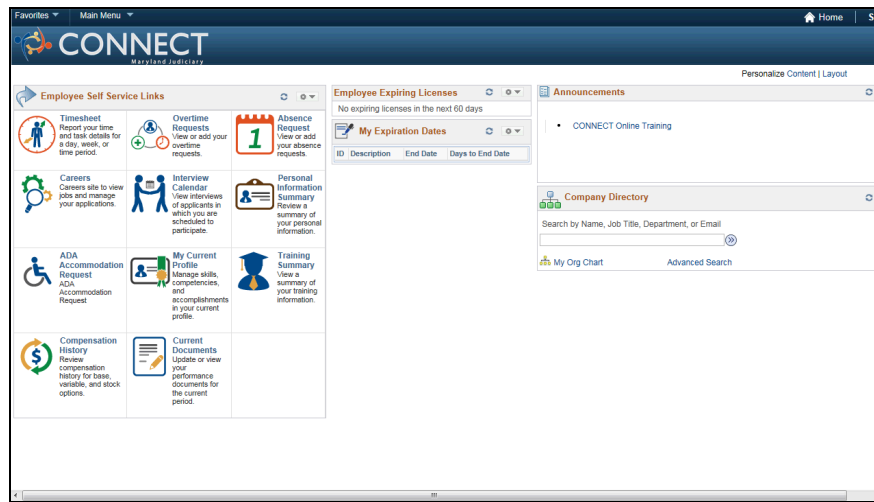 Favorites Main Menu Home S
CONNECT
Maryland Judiciary
Personalize Content | Layout
Employee Self Service Links
Timesheet
Report your time
and task details for
a day, week, or
time period.
Overtime
Requests
View or add your
overtime
requests.
1
Absence
Request
View or add
your absence
requests.
Careers
Careers site to view
jobs and manage
your applications.
Interview
Calendar
View interviews
of applicants in
which you are
scheduled to
participate.
Personal
Information
Summary
Review a
summary of
your personal
information.
ADA
Accommodation
Request
ADA
Accommodation
Request
My Current
Profile
Manage skills,
competencies,
and
accomplishments
in your current
profile.
Training
Summary
View a
summary of
your training
information.
$
Compensation
History
Review
compensation
history for base,
variable, and stock
options.
Current
Documents
Update or view
your
performance
documents for
the current
period.
Employee Expiring Licenses
No expiring licenses in the next 60 days
My Expiration Dates
ID Description End Date Days to End Date
Announcements
• CONNECT Online Training
Company Directory
Search by Name, Job Title, Department, or Email
My Org Chart Advanced Search